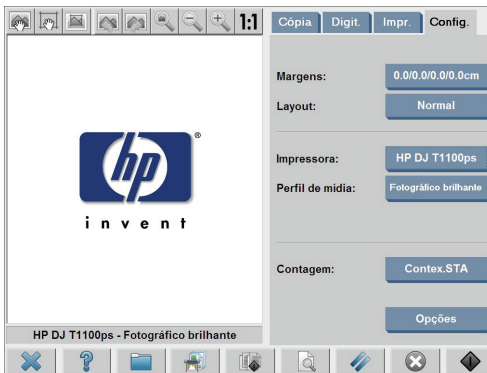 1:1
Cópia Digit. Impr. Config.
Margens: 0.0/0.0/0.0/0.0cm
Layout: Normal
hp ®
invent
Impressora: HP DJ T1100ps
Perfil de mídia: Fotográfico brilhante
Contagem: Contex.STA
Opções
HP DJ T1100ps - Fotográfico brilhante
?